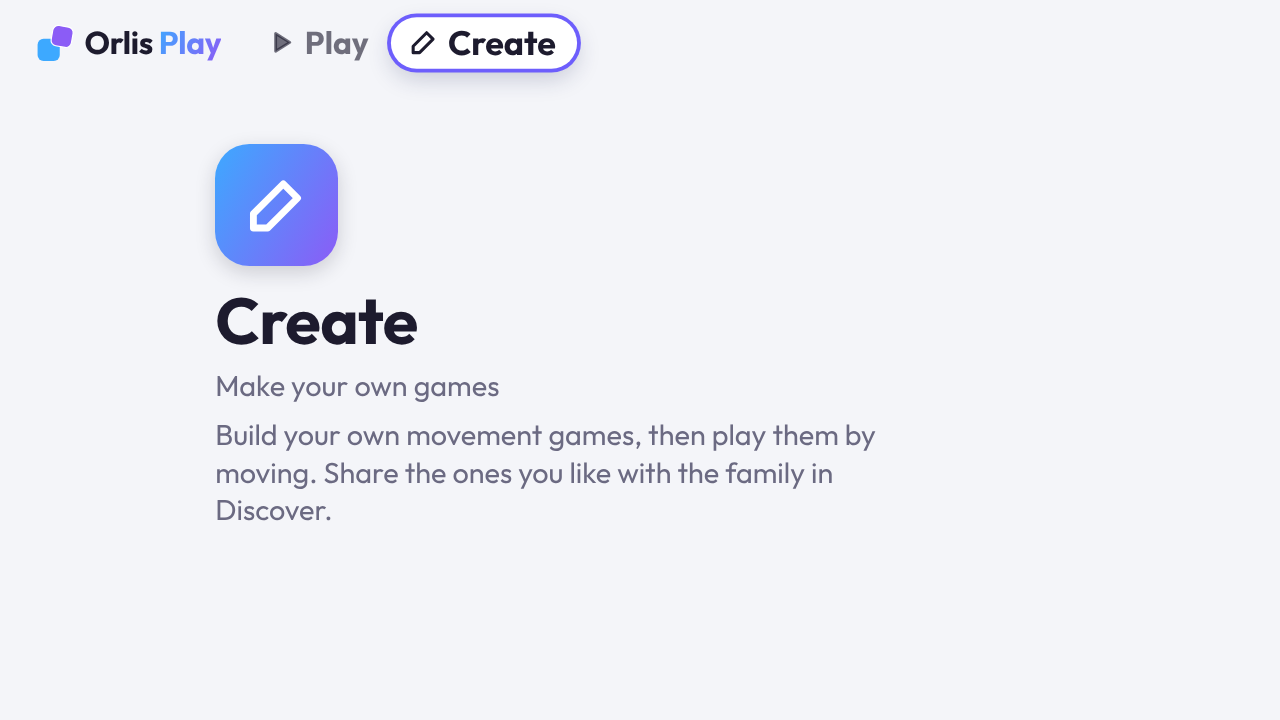 Orlis Play
Play
Create
Create
Make your own games
Build your own movement games, then play them by
moving. Share the ones you like with the family in
Discover.